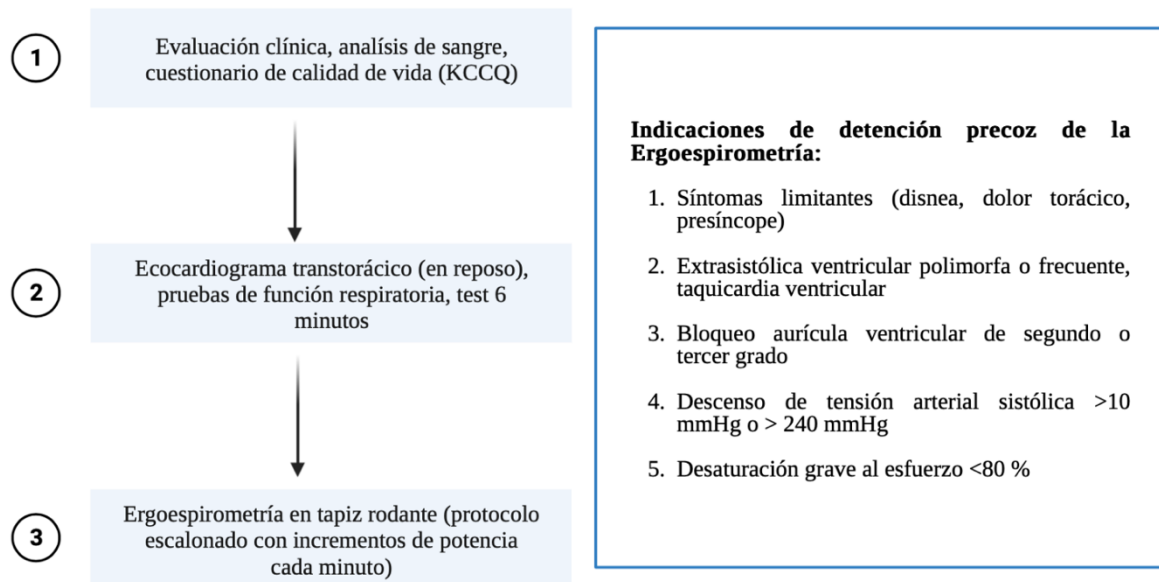 1
Evaluación clínica, analísis de sangre,
cuestionario de calidad de vida (KCCQ)
2
Ecocardiograma transtorácico (en reposo),
pruebas de función respiratoria, test 6
minutos
3
Ergoespirometría en tapiz rodante (protocolo
escalonado con incrementos de potencia
cada minuto)
Indicaciones de detención precoz de la
Ergoespirometría:
1. Síntomas limitantes (disnea, dolor torácico,
presíncope)
2. Extrasistólica ventricular polimorfa o frecuente,
taquicardia ventricular
3. Bloqueo aurícula ventricular de segundo o
tercer grado
4. Descenso de tensión arterial sistólica >10
mmHg o > 240 mmHg
5. Desaturación grave al esfuerzo <80 %